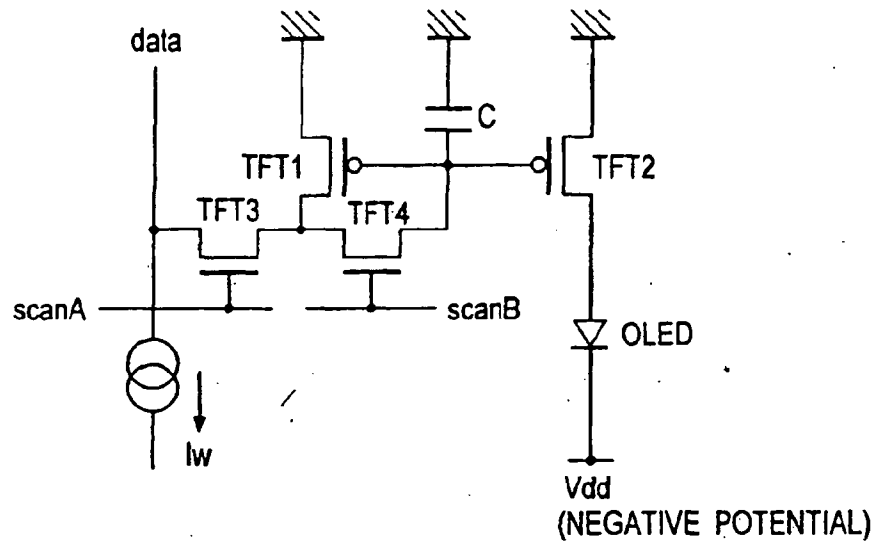 data
C
TFT1
TFT2
TFT3
TFT4
scanA
scanB
OLED
Iw
Vdd
(NEGATIVE POTENTIAL)